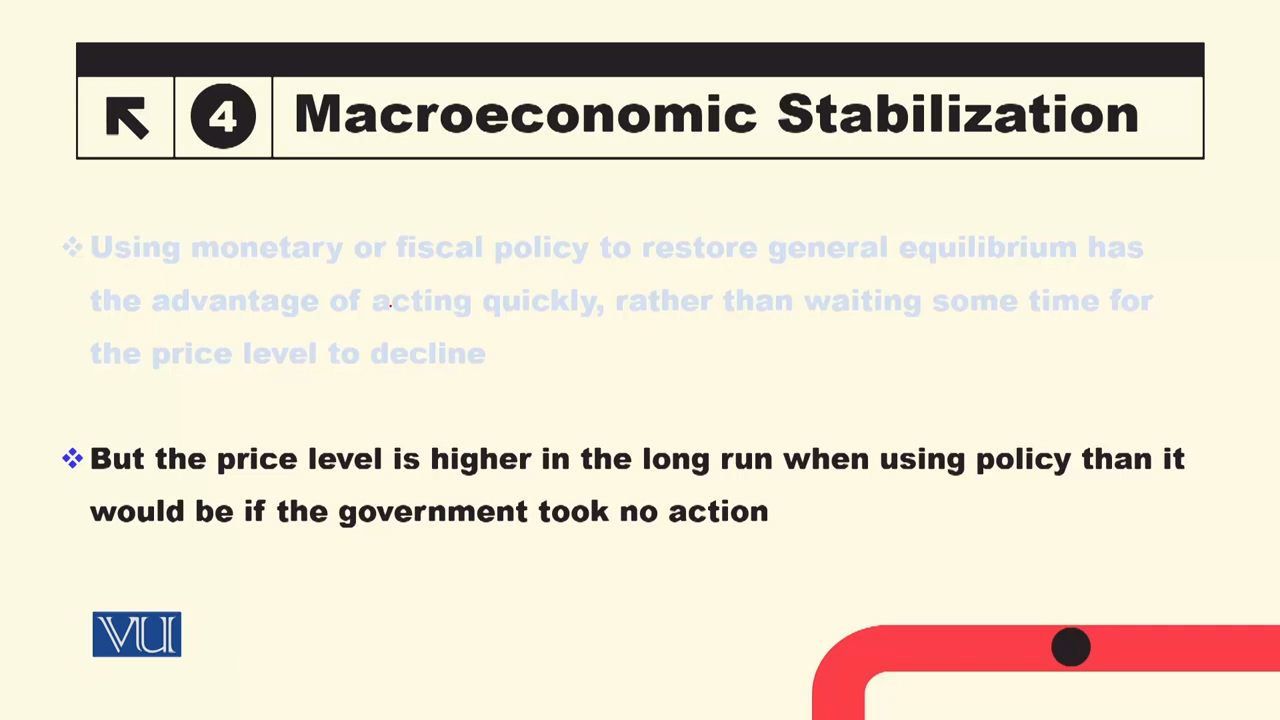 4 Macroeconomic Stabilization
Using monetary or fiscal policy to restore general equilibrium has
the advantage of acting quickly, rather than waiting some time for
the price level to decline
But the price level is higher in the long run when using policy than it
would be if the government took no action
VU